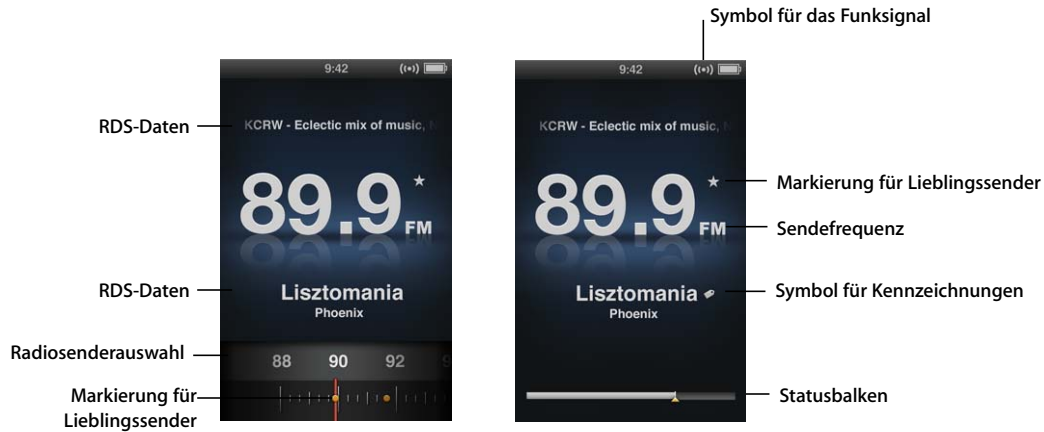 Symbol für das Funksignal
9:42
RDS-Daten
KCRW - Eclectic mix of music,
89.9
FM
RDS-Daten
Lisztomania
Phoenix
Radiosenderauswahl
88 90 92
Markierung für
Lieblingssender
9:42
KCRW - Eclectic mix of music,
89.9
FM
Markierung für Lieblingssender
Sendefrequenz
Lisztomania
Phoenix
Symbol für Kennzeichnungen
Statusbalken